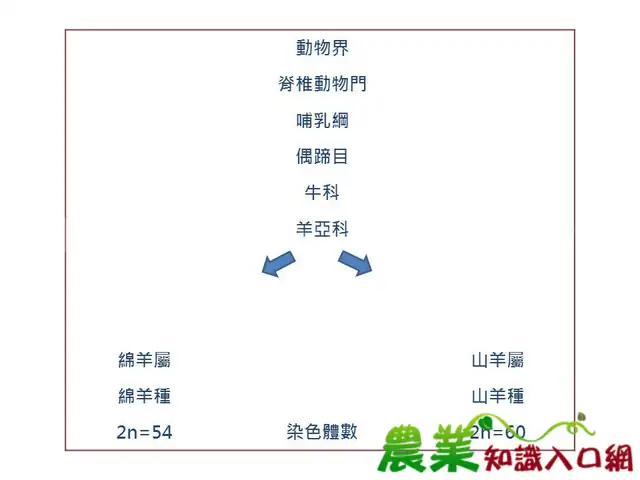 動物界
脊椎動物門
哺乳綱
偶蹄目
牛科
羊亞科
綿羊屬 山羊屬
綿羊種 山羊種
2n=54 染色體數 2n=60
農業知識入口網